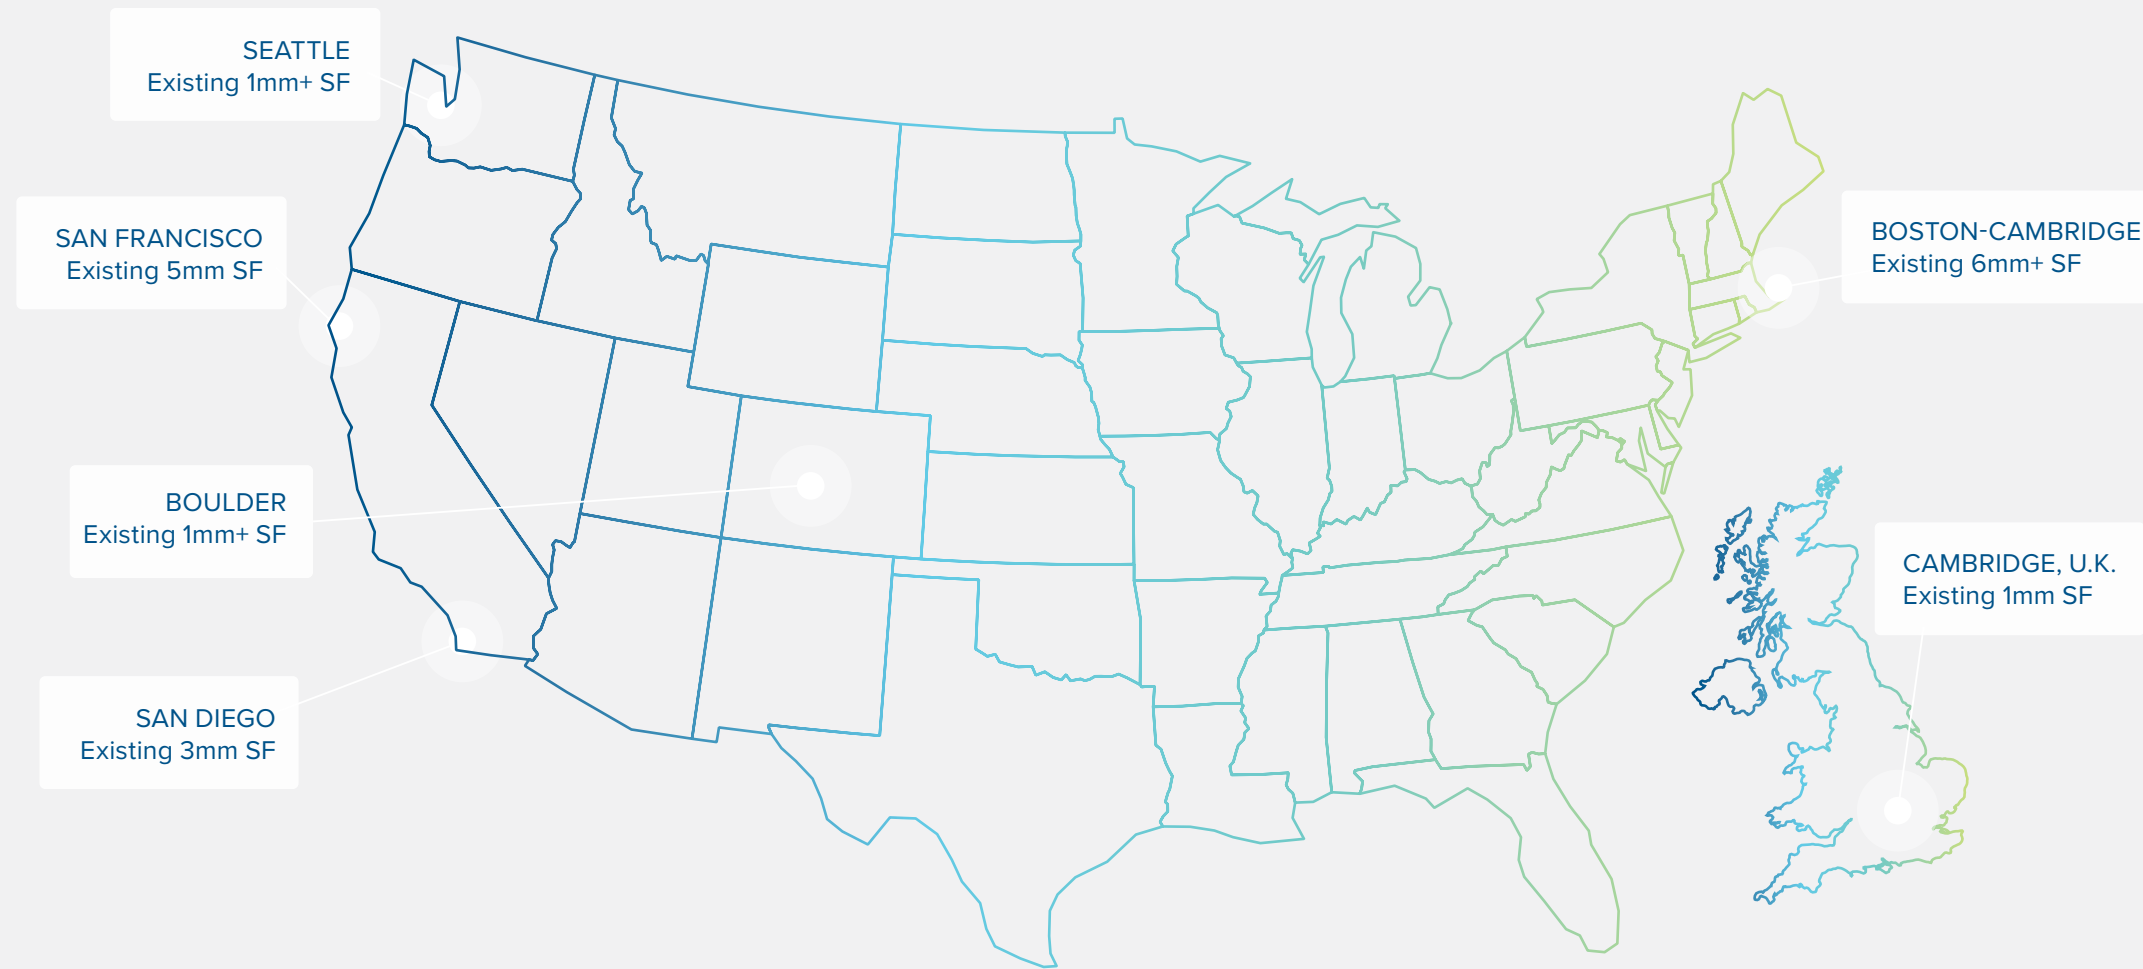 SEATTLE
Existing 1mm+ SF
SAN FRANCISCO
Existing 5mm SF
BOULDER
Existing 1mm+ SF
SAN DIEGO
Existing 3mm SF
BOSTON-CAMBRIDGE
Existing 6mm+ SF
CAMBRIDGE, U.K.
Existing 1mm SF